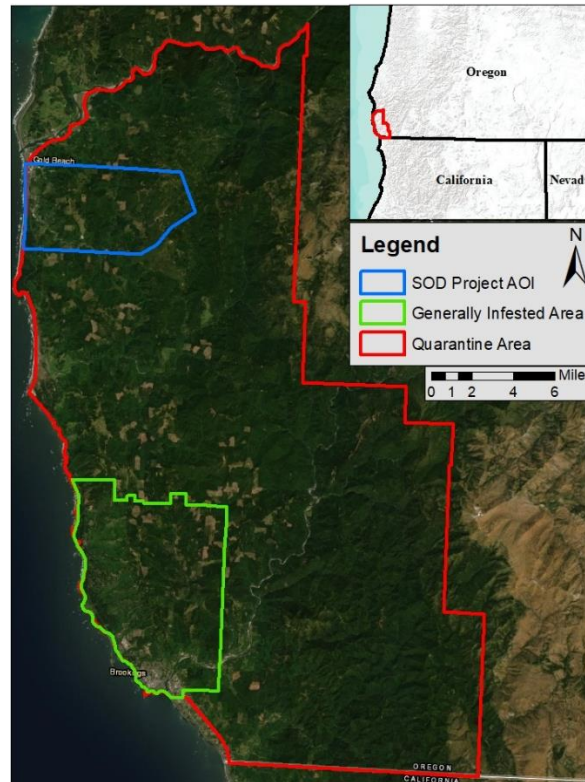 Oregon
California
Nevad
Legend
N
SOD Project AOI
Generally Infested Area
Quarantine Area
Mile
0 1 2 4 6
Gold Beach
Brookings
OREGON
CALIFORNIA